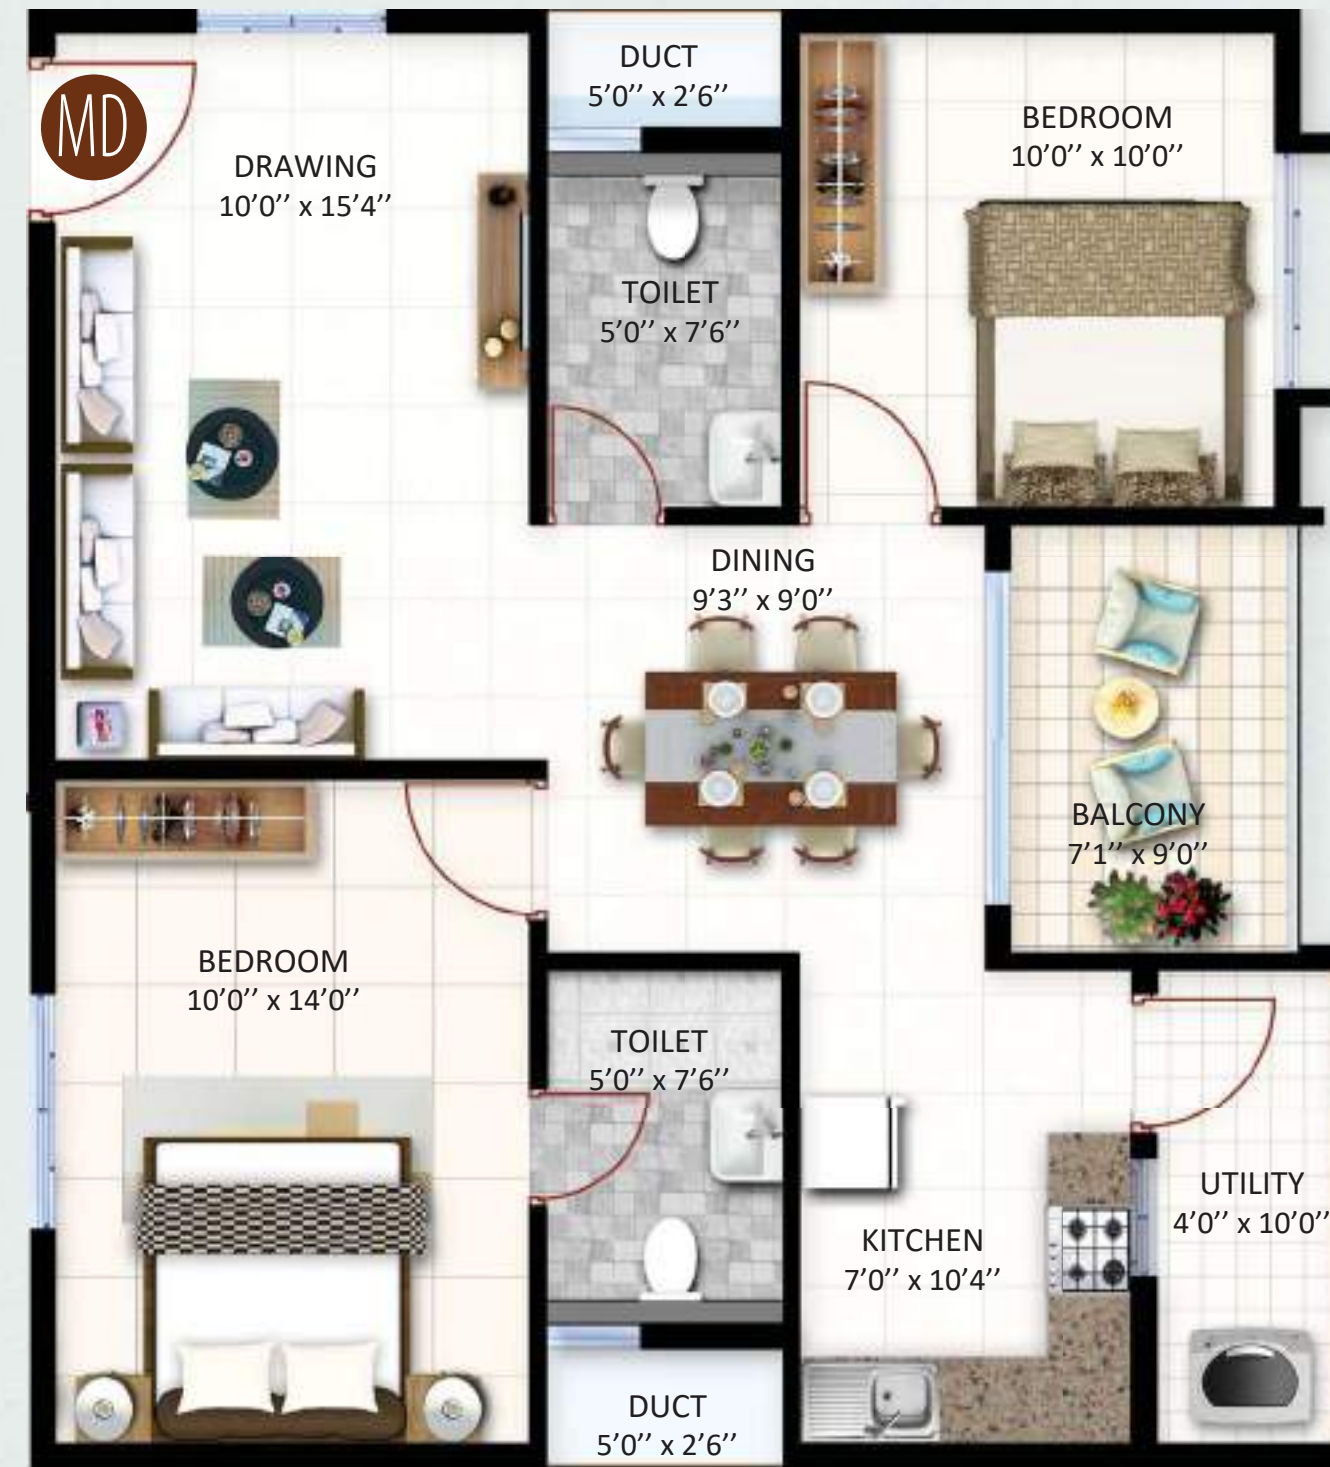 DUCT
5'0'' x 2'6''
MD
BEDROOM
10'0'' x 10'0''
DRAWING
10'0'' x 15'4''
TOILET
5'0'' x 7'6''
DINING
9'3'' x 9'0''
BALCONY
7'1'' x 9'0''
BEDROOM
10'0'' x 14'0''
TOILET
5'0'' x 7'6''
UTILITY
4'0'' x 10'0''
KITCHEN
7'0'' x 10'4''
DUCT
5'0'' x 2'6''